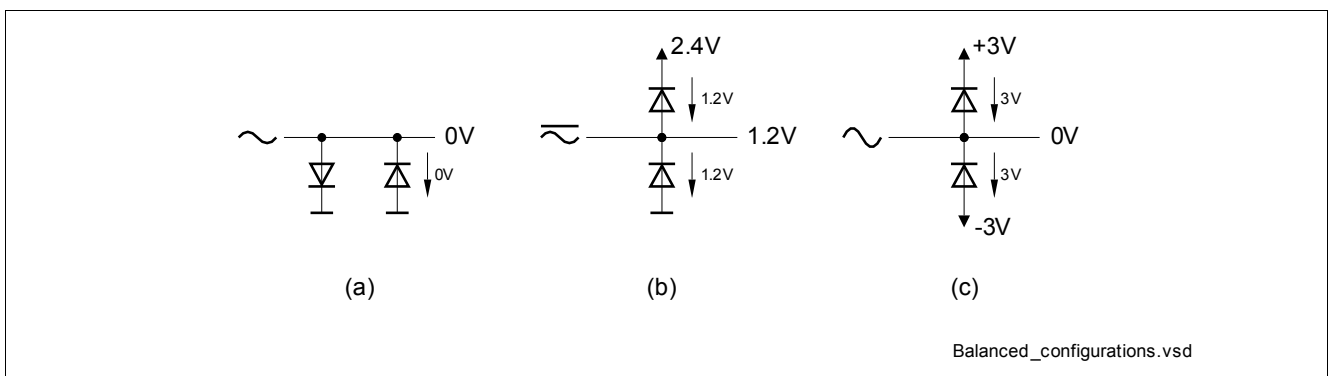 2.4V
+3V
1.2V
3V
0V
1.2V
0V
0V
1.2V
3V
-3V
(a)
(b)
(c)
Balanced_configurations.vsd